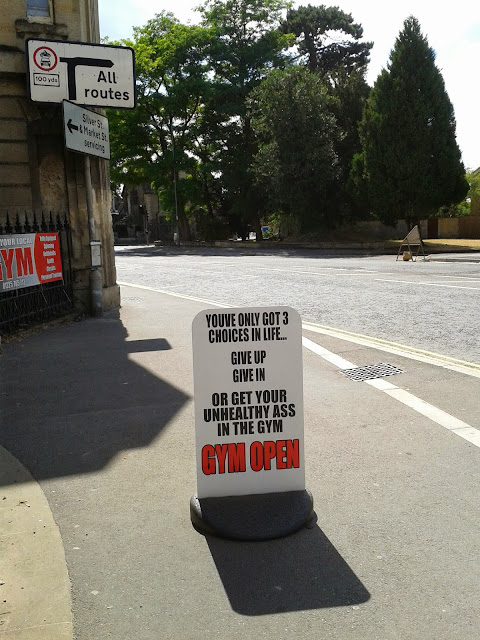 All
routes
100 yds
Silver St.
& Market St.
servicing
YOUR LOCAL
GYM
YOUVE ONLY GOT 3
CHOICES IN LIFE...
GIVE UP
GIVE IN
OR GET YOUR
UNHEALTHY ASS
IN THE GYM
GYM OPEN